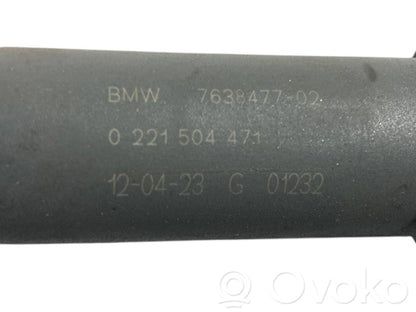 BMW 7638477-02
0 221 504 471
12-04-23 G 01232
Ovoko